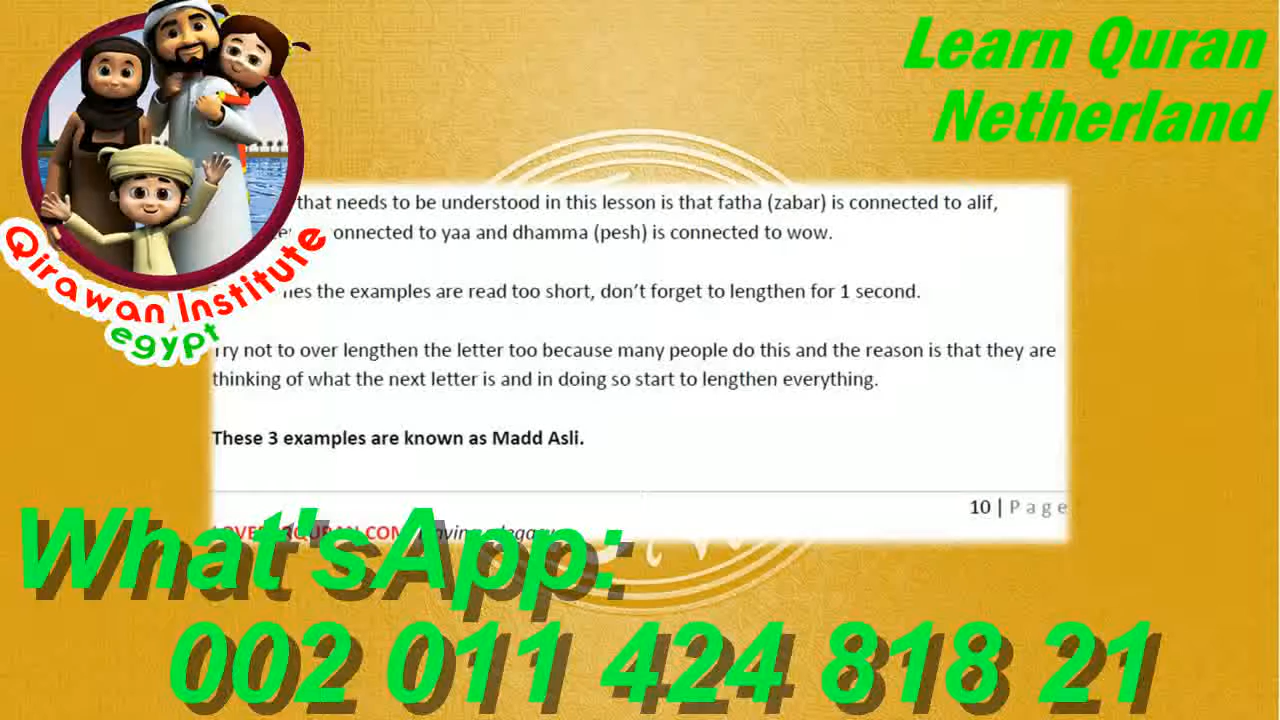 Learn Quran
Netherland
that needs to be understood in this lesson is that fatha (zabar) is connected to alif,
onnected to yaa and dhamma (pesh) is connected to wow.
the examples are read too short, don't forget to lengthen for 1 second.
Try not to over lengthen the letter too because many people do this and the reason is that they are
thinking of what the next letter is and in doing so start to lengthen everything.
These 3 examples are known as Madd Asli.
10 | Page
Qirawan Institute
egypt
What'sApp:
002 011 424 818 21